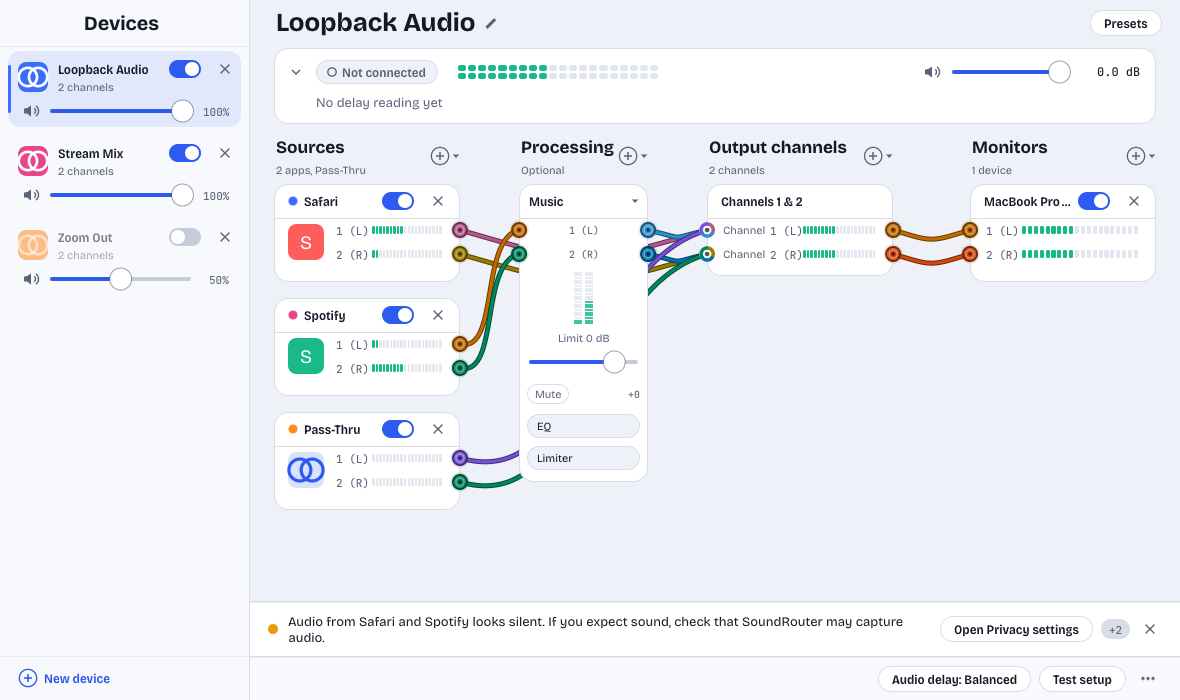 Devices
Loopback Audio
2 channels
100%
Stream Mix
2 channels
100%
Zoom Out
2 channels
50%
New device
Loopback Audio
Presets
Not connected
0.0 dB
No delay reading yet
Sources
2 apps, Pass-Thru
Safari
S
1 (L)
2 (R)
Spotify
S
1 (L)
2 (R)
Pass-Thru
1 (L)
2 (R)
Processing
Optional
Music
1 (L)
2 (R)
Limit 0 dB
Mute
+0
EQ
Limiter
Output channels
2 channels
Channels 1 & 2
Channel 1 (L)
Channel 2 (R)
Monitors
1 device
MacBook Pro…
1 (L)
2 (R)
Audio from Safari and Spotify looks silent. If you expect sound, check that SoundRouter may capture
audio.
Open Privacy settings
+2
Audio delay: Balanced
Test setup